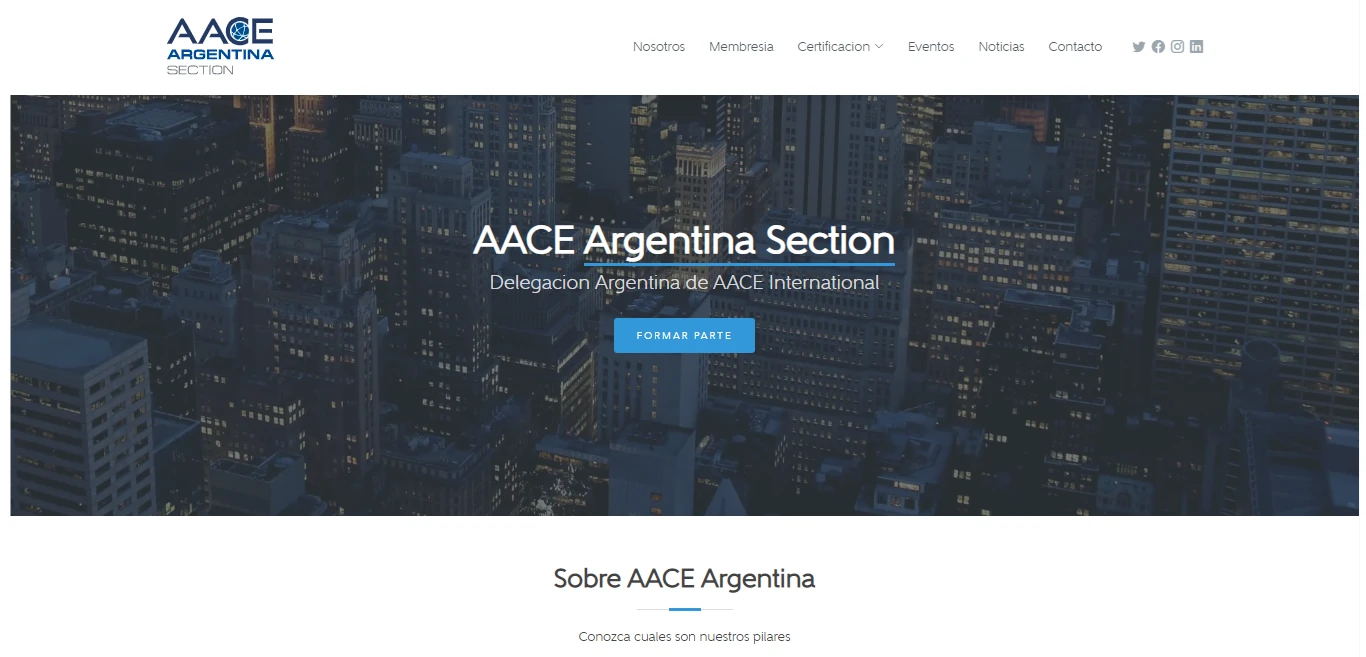 AACE
ARGENTINA
SECTION
Nosotros Membresia Certificacion Eventos Noticias Contacto
AACE Argentina Section
Delegacion Argentina de AACE International
FORMAR PARTE
Sobre AACE Argentina
Conozca cuales son nuestros pilares